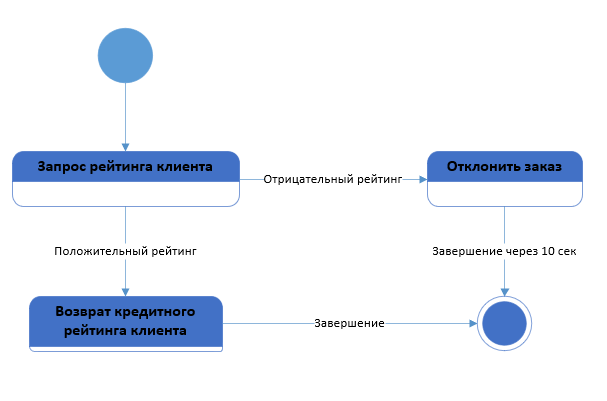 Запрос рейтинга клиента
Отрицательный рейтинг
Отклонить заказ
Положительный рейтинг
Завершение через 10 сек
Возврат кредитного
рейтинга клиента
Завершение